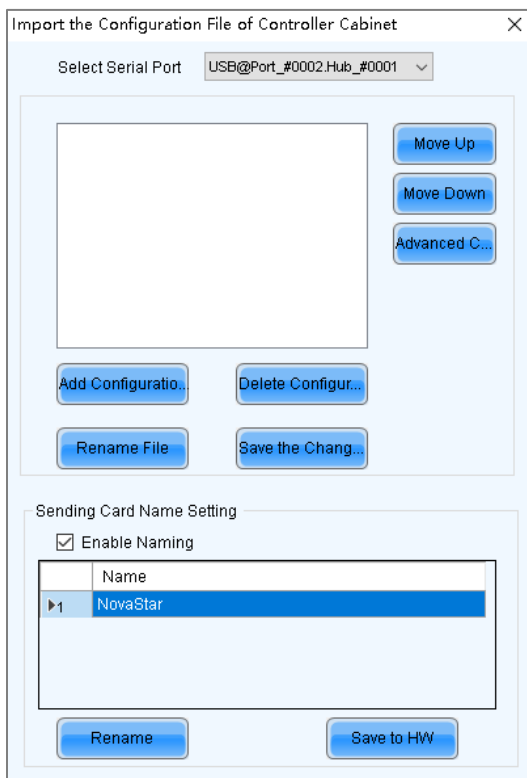 Import the Configuration File of Controller Cabinet
Select Serial Port USB@Port_#0002.Hub_#0001
Move Up
Move Down
Advanced C...
Add Configuratio... Delete Configur...
Rename File Save the Chang...
Sending Card Name Setting
Enable Naming
Name
1 NovaStar
Rename Save to HW